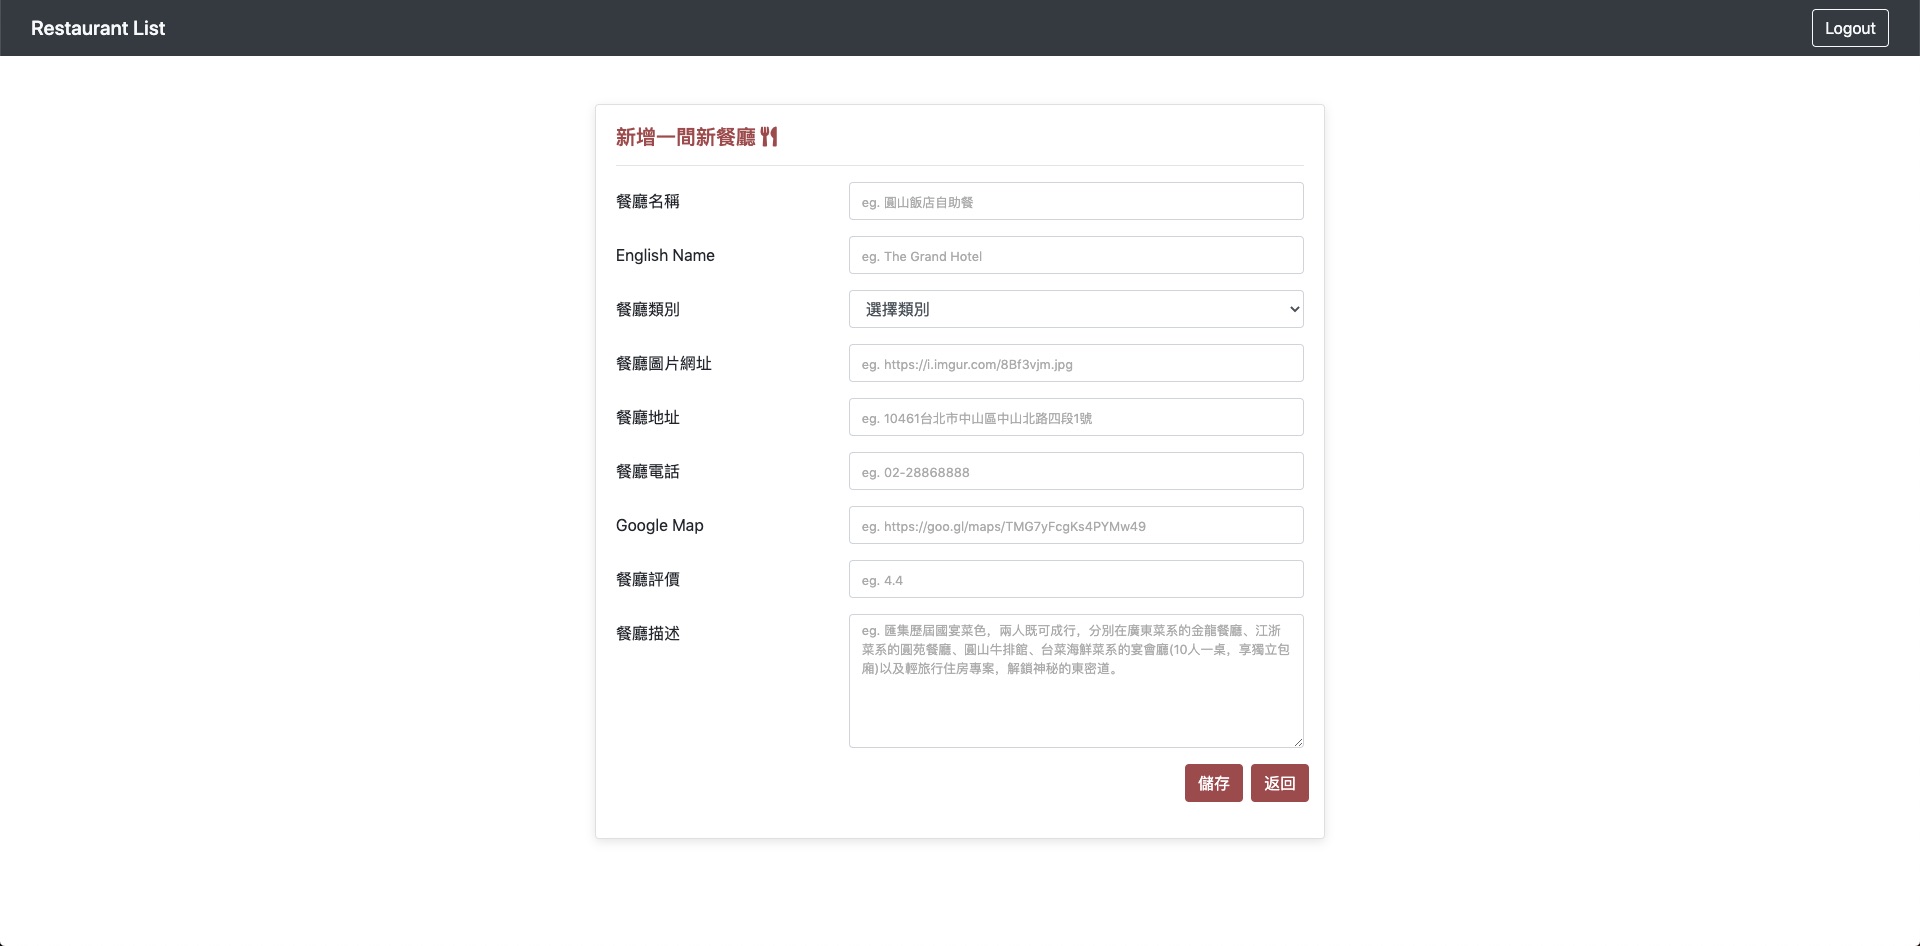 Restaurant List
Logout
新增一間新餐廳
餐廳名稱
eg. 圓山飯店自助餐
English Name
eg. The Grand Hotel
餐廳類別
選擇類別
餐廳圖片網址
eg. https://i.imgur.com/8Bf3vjm.jpg
餐廳地址
eg. 10461台北市中山區中山北路四段1號
餐廳電話
eg. 02-28868888
Google Map
eg. https://goo.gl/maps/TMG7yFcgKs4PYMw49
餐廳評價
eg. 4.4
餐廳描述
eg. 匯集歷屆國宴菜色，兩人既可成行，分別在廣東菜系的金龍餐廳、江浙
菜系的圓苑餐廳、圓山牛排館、台菜海鮮菜系的宴會廳(10人一桌，享獨立包
廂)以及輕旅行住房專案，解鎖神秘的東密道。
儲存
返回